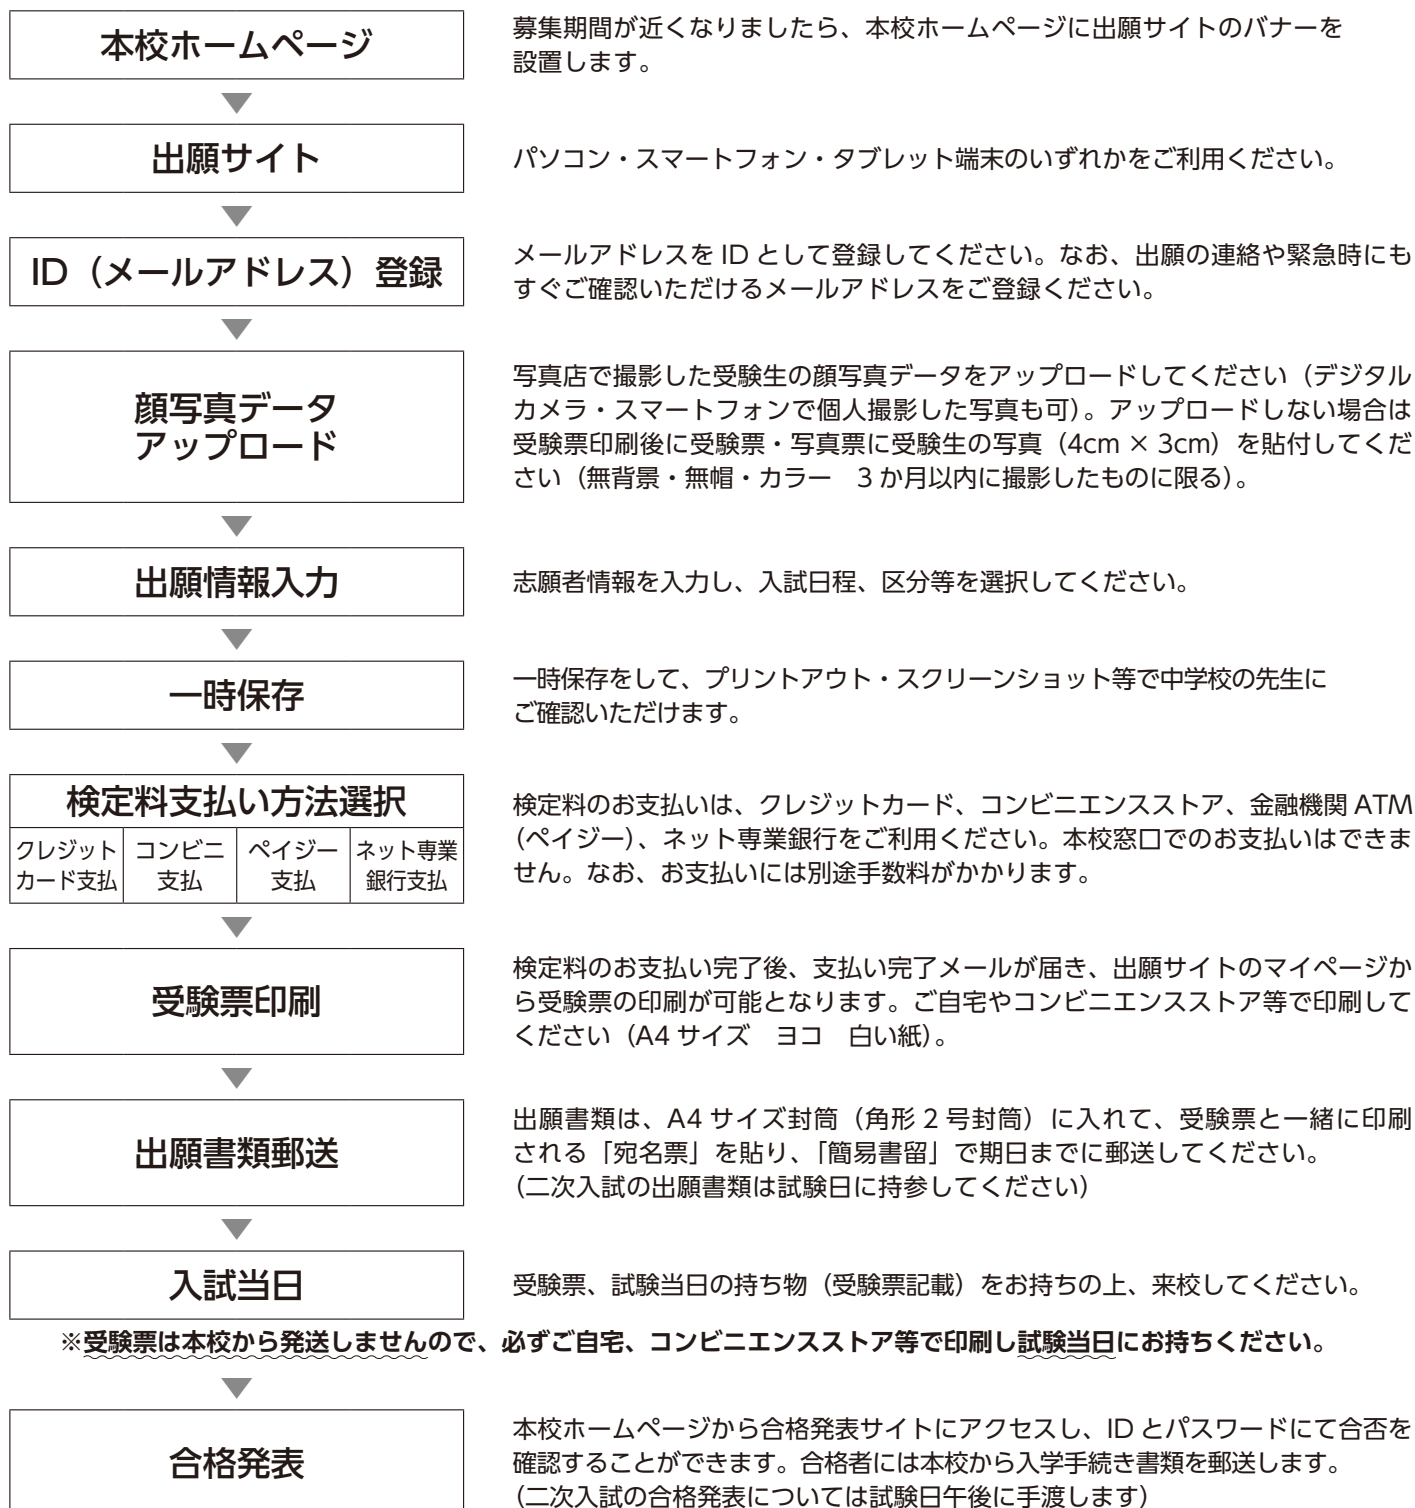 本校ホームページ
募集期間が近くなりましたら、本校ホームページに出願サイトのバナーを
設置します。
出願サイト
パソコン・スマートフォン・タブレット端末のいずれかをご利用ください。
ID（メールアドレス）登録
メールアドレスを ID として登録してください。なお、出願の連絡や緊急時にも
すぐご確認いただけるメールアドレスをご登録ください。
顔写真データ
アップロード
写真店で撮影した受験生の顔写真データをアップロードしてください（デジタル
カメラ・スマートフォンで個人撮影した写真も可）。アップロードしない場合は
受験票印刷後に受験票・写真票に受験生の写真（4cm × 3cm）を貼付してくだ
さい（無背景・無帽・カラー　3 か月以内に撮影したものに限る）。
出願情報入力
志願者情報を入力し、入試日程、区分等を選択してください。
一時保存
一時保存をして、プリントアウト・スクリーンショット等で中学校の先生に
ご確認いただけます。
検定料支払い方法選択
クレジット
カード支払
コンビニ
支払
ペイジー
支払
ネット専業
銀行支払
検定料のお支払いは、クレジットカード、コンビニエンスストア、金融機関 ATM
（ペイジー）、ネット専業銀行をご利用ください。本校窓口でのお支払いはできま
せん。なお、お支払いには別途手数料がかかります。
受験票印刷
検定料のお支払い完了後、支払い完了メールが届き、出願サイトのマイページか
ら受験票の印刷が可能となります。ご自宅やコンビニエンスストア等で印刷して
ください（A4 サイズ　ヨコ　白い紙）。
出願書類郵送
出願書類は、A4 サイズ封筒（角形 2 号封筒）に入れて、受験票と一緒に印刷
される「宛名票」を貼り、「簡易書留」で期日までに郵送してください。
（二次入試の出願書類は試験日に持参してください）
入試当日
受験票、試験当日の持ち物（受験票記載）をお持ちの上、来校してください。
※受験票は本校から発送しませんので、必ずご自宅、コンビニエンスストア等で印刷し試験当日にお持ちください。
合格発表
本校ホームページから合格発表サイトにアクセスし、ID とパスワードにて合否を
確認することができます。合格者には本校から入学手続き書類を郵送します。
（二次入試の合格発表については試験日午後に手渡します）